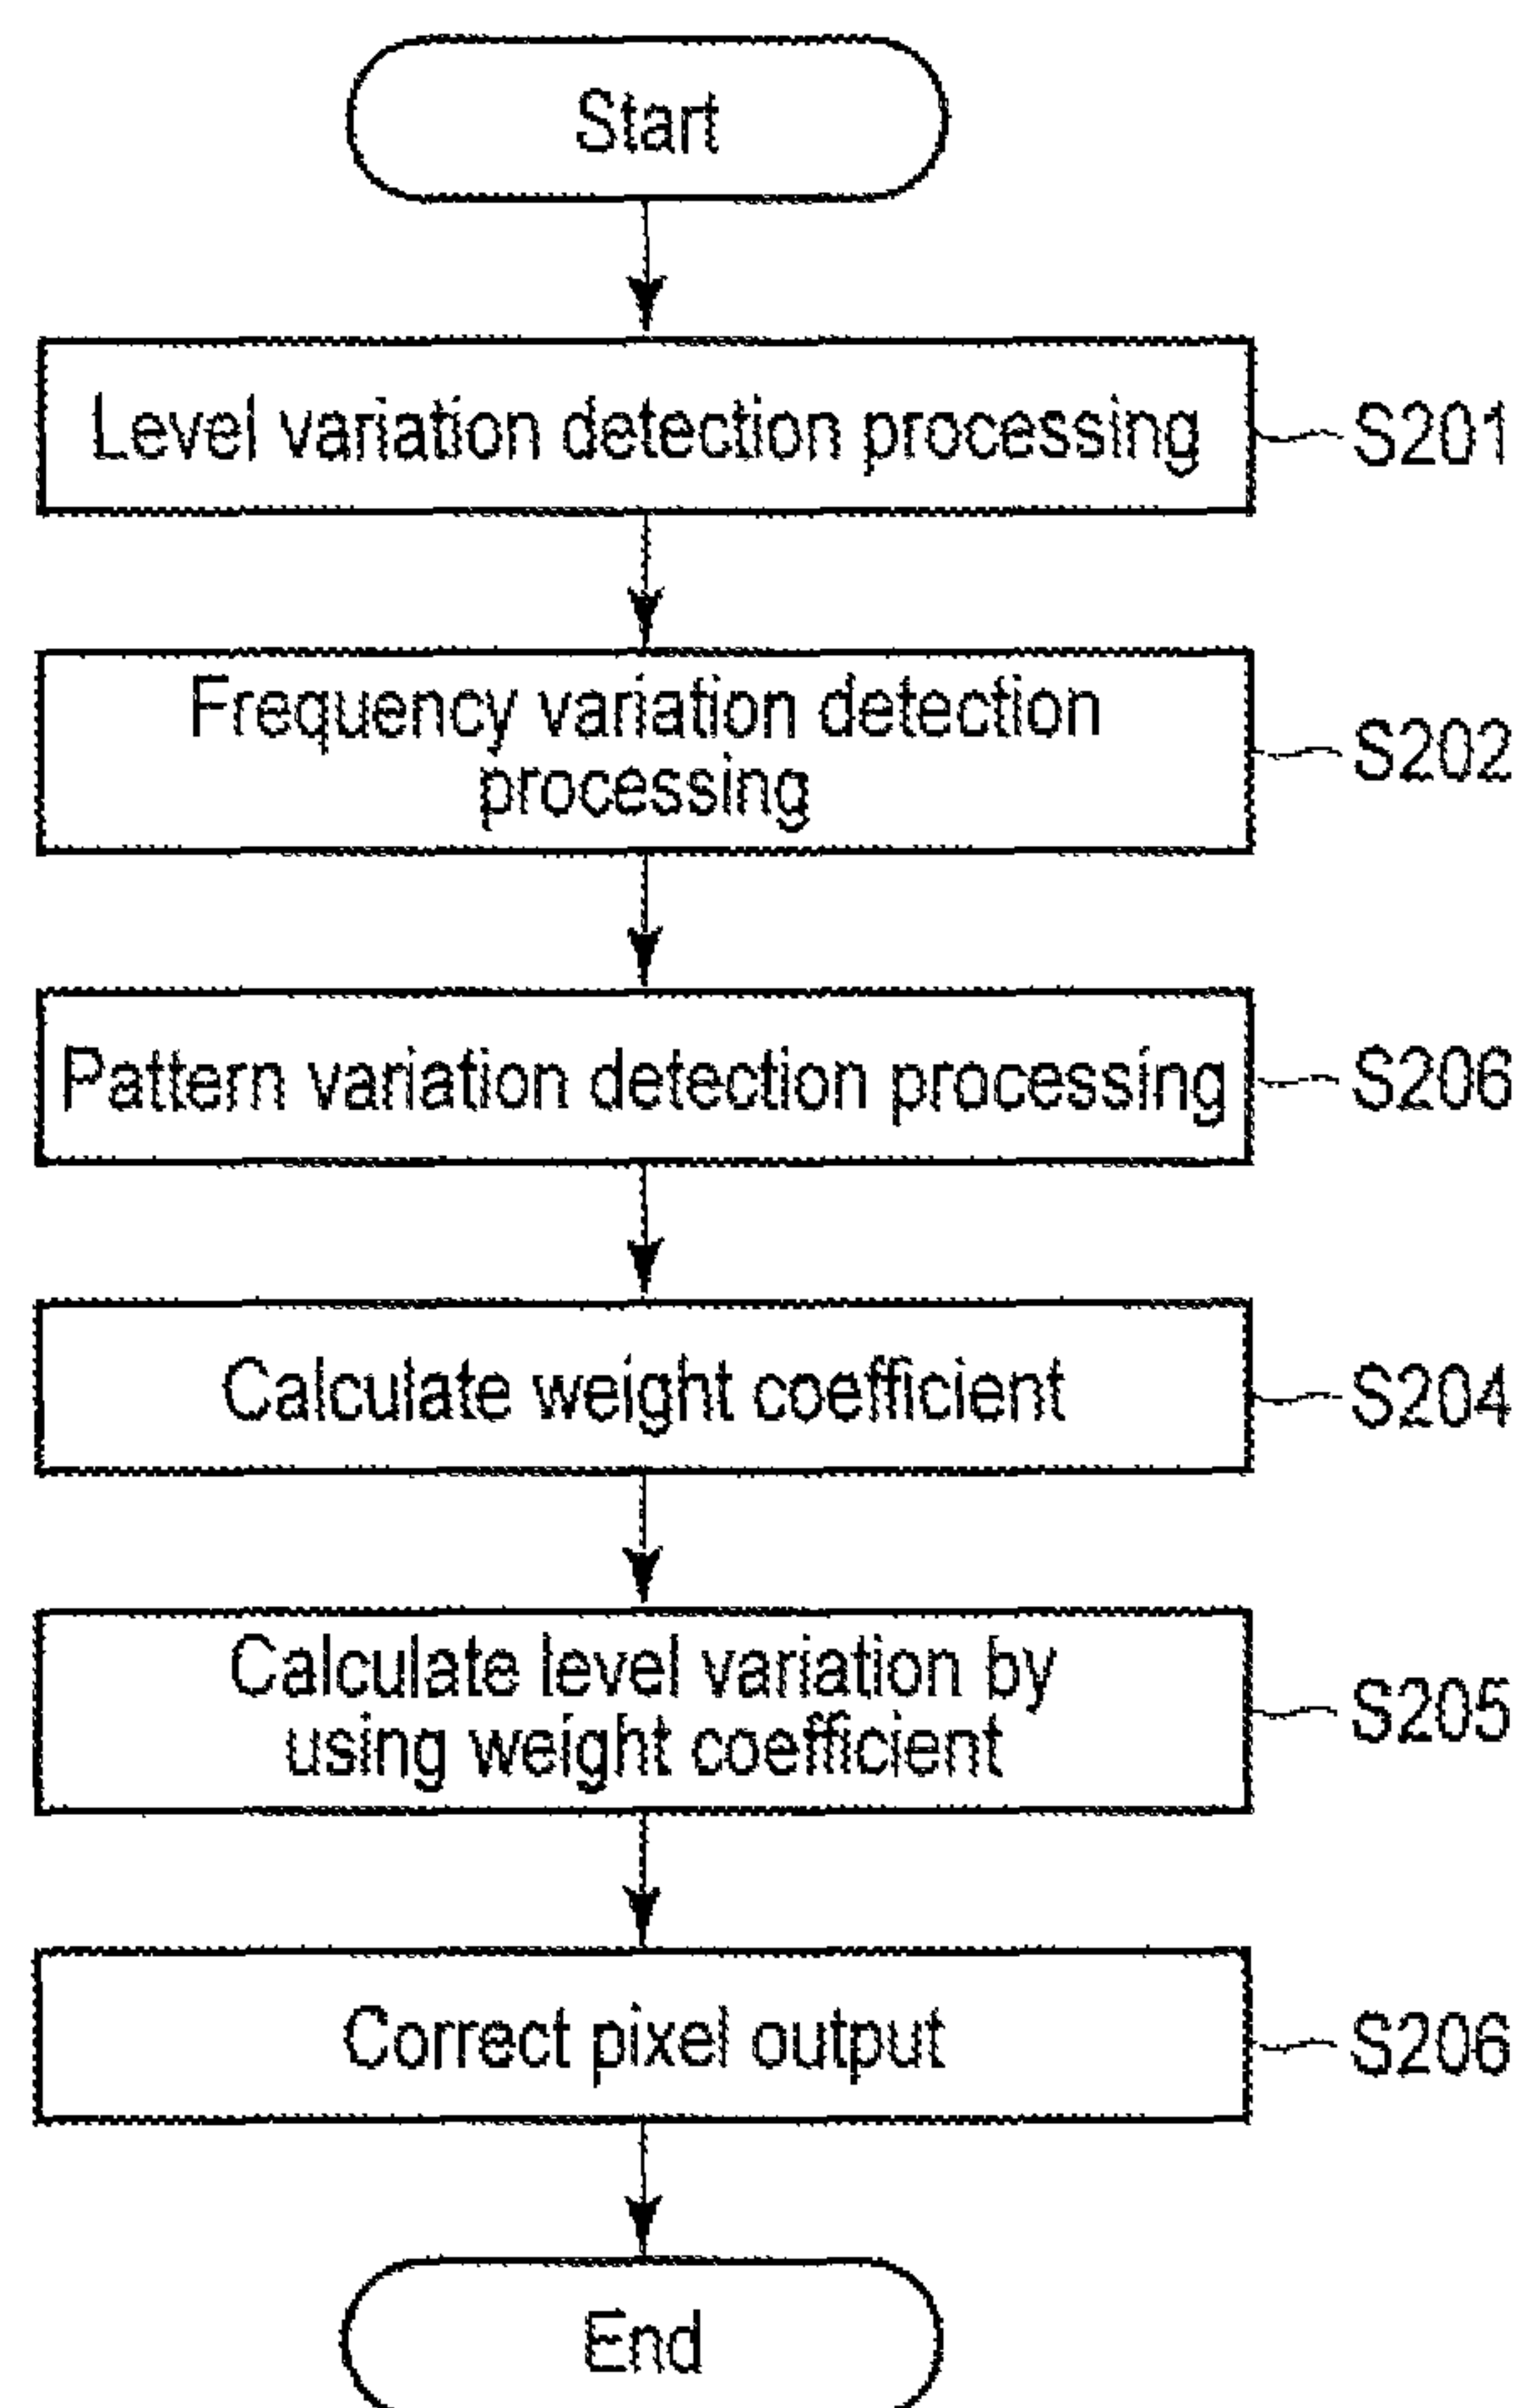 Start
Level variation detection processing
S201
Frequency variation detection
processing
S202
Pattern variation detection processing
S206
Calculate weight coefficient
S204
Calculate level variation by
using weight coefficient
S205
Correct pixel output
S206
End